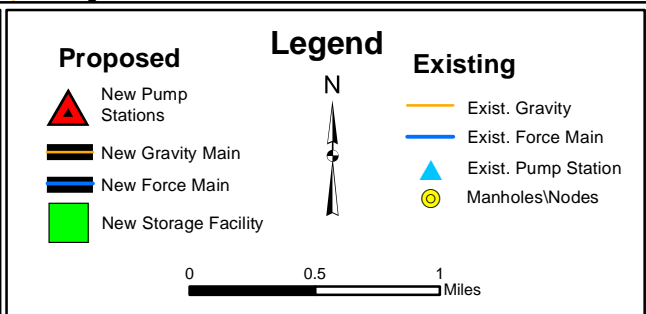 Legend
Proposed
New Pump
Stations
New Gravity Main
New Force Main
New Storage Facility
N
Existing
Exist. Gravity
Exist. Force Main
Exist. Pump Station
Manholes\Nodes
0 0.5 1
Miles